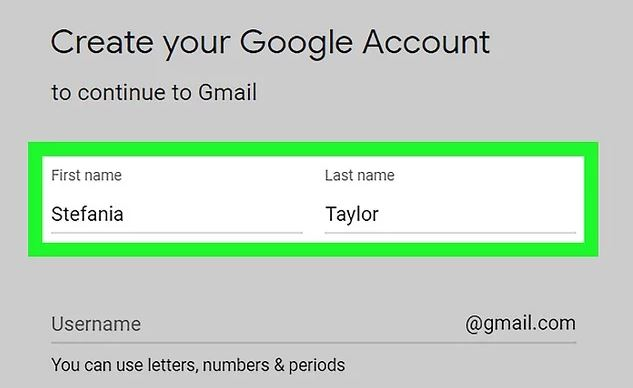 Create your Google Account
to continue to Gmail
First name Last name
Stefania Taylor
Username @gmail.com
You can use letters, numbers & periods